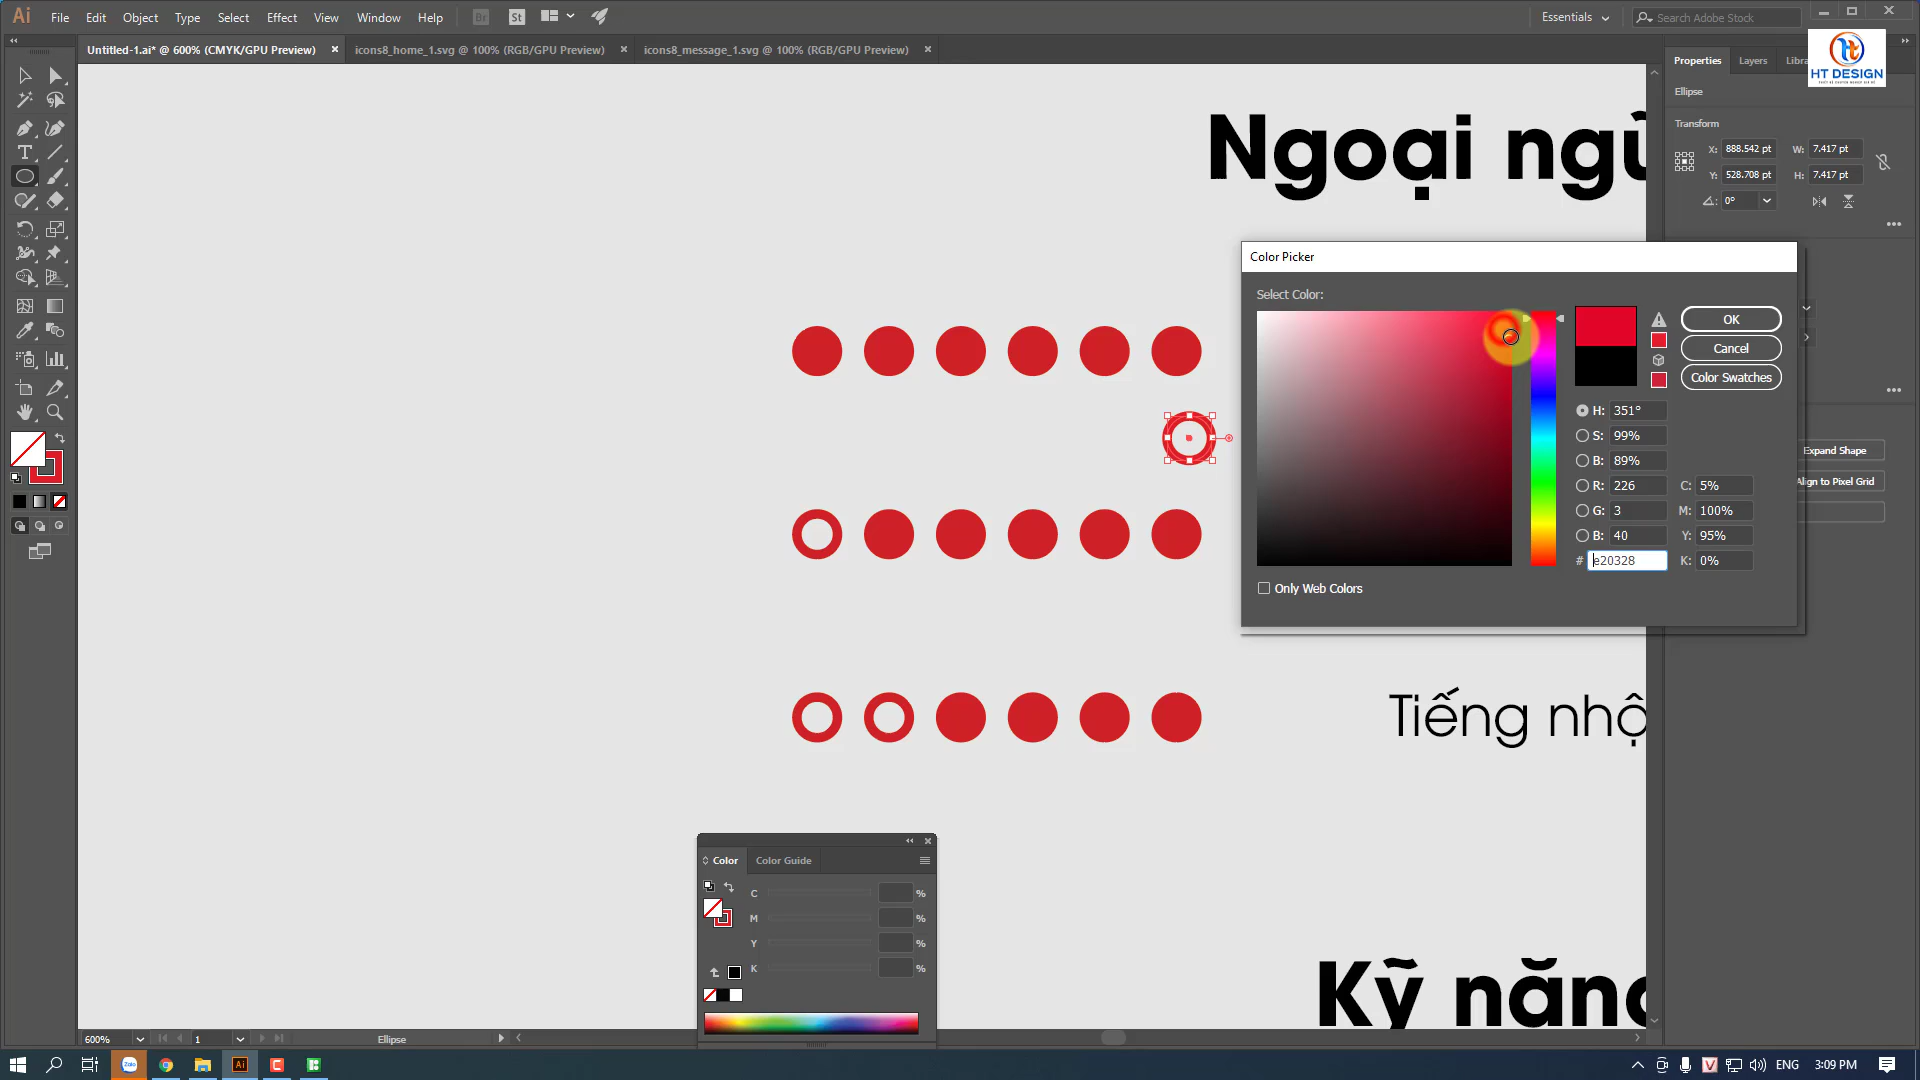 Ai File Edit Object Type Select Effect View Window Help Br St Essentials Search Adobe Stock
Untitled-1.ai* @ 600% (CMYK/GPU Preview) × icons8_home_1.svg @ 100% (RGB/GPU Preview) × icons8_message_1.svg @ 100% (RGB/GPU Preview) ×
Properties Layers Libra
HT DESIGN
Ellipse
Transform
X: 888.542 pt W: 7.417 pt
Y: 528.708 pt H: 7.417 pt
0°
Ngoại ngữ
Color Picker
Select Color:
OK
Cancel
Color Swatches
H: 351°
S: 99%
B: 89%
R: 226 C: 5%
G: 3 M: 100%
B: 40 Y: 95%
# e20328 K: 0%
Only Web Colors
Expand Shape
Align to Pixel Grid
Tiếng nhậ
Color Color Guide
C %
M %
Y %
K %
Kỹ năng
600% 1 Ellipse
Zalo Ai C V ENG 3:09 PM